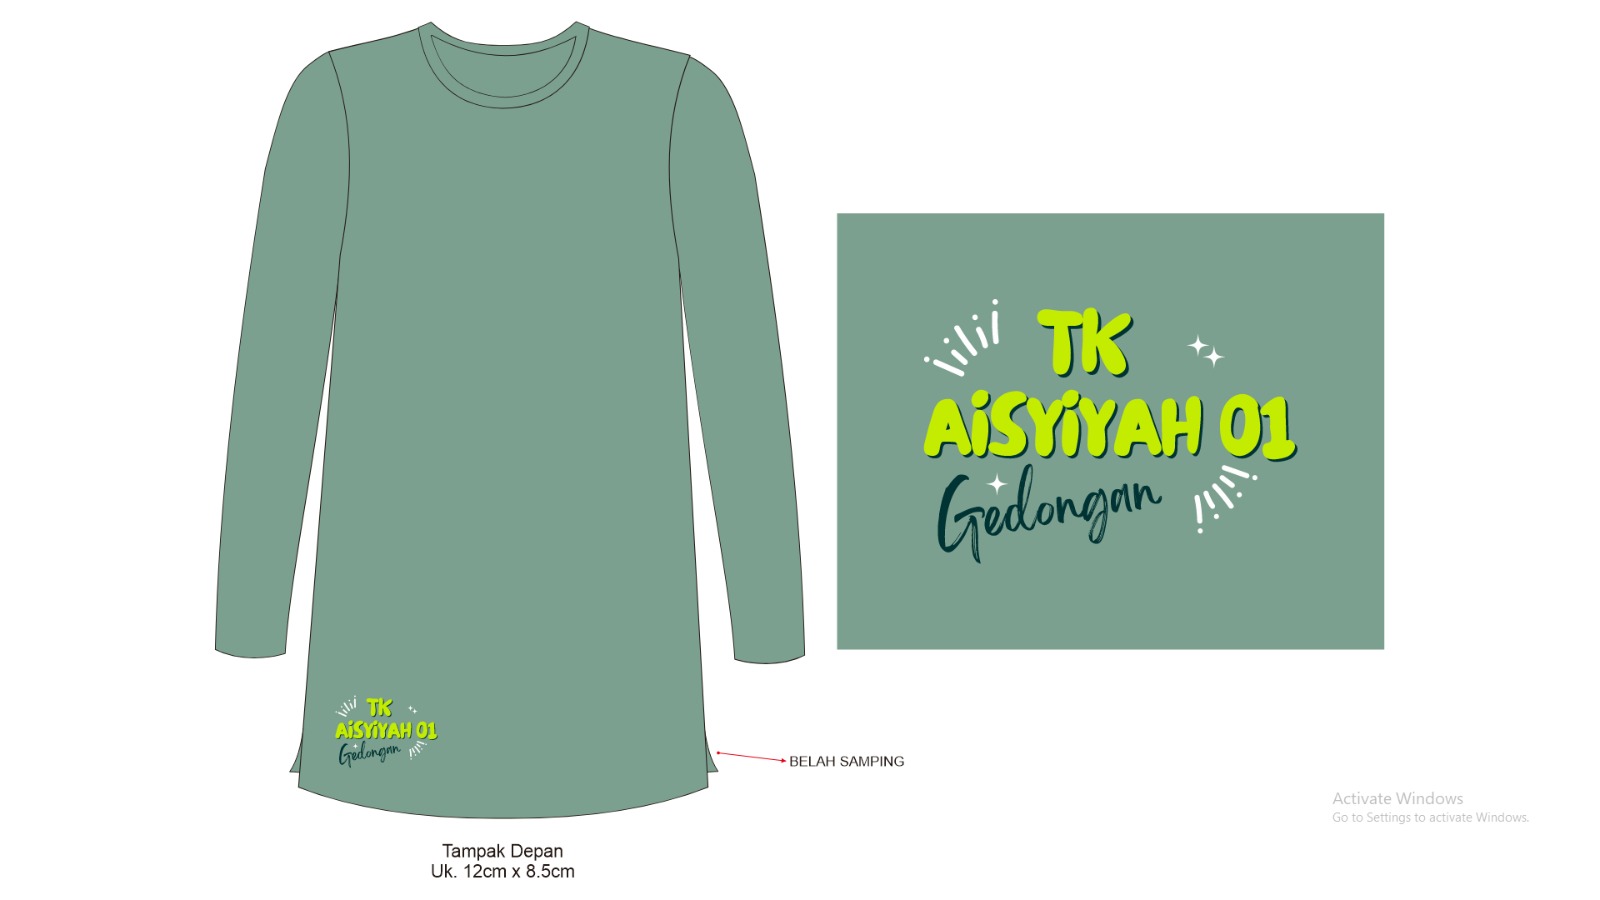 TK
AiSYiYAH 01
Gedongan
TK
AiSYiYAH 01
Gedongan
BELAH SAMPING
Tampak Depan
Uk. 12cm x 8.5cm
Activate Windows
Go to Settings to activate Windows.